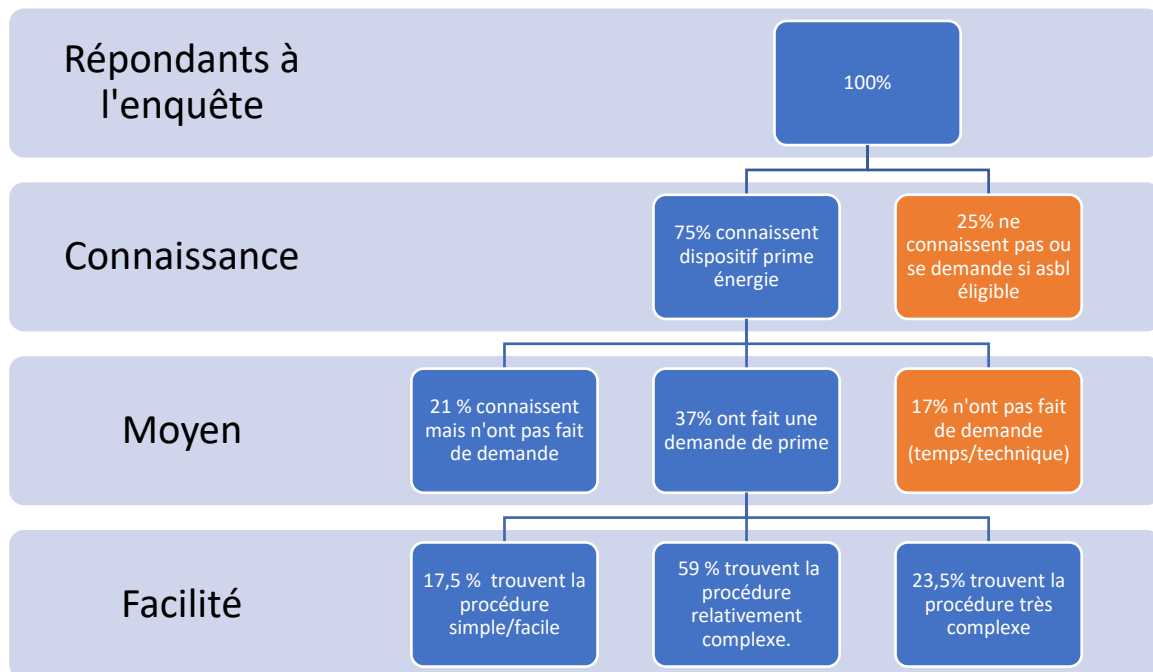 Répondants à
l'enquête
100%
Connaissance
75% connaissent
dispositif prime
énergie
25% ne
connaissent pas ou
se demande si asbl
éligible
Moyen
21 % connaissent
mais n'ont pas fait
de demande
37% ont fait une
demande de prime
17% n'ont pas fait
de demande
(temps/technique)
Facilité
17,5 % trouvent la
procédure
simple/facile
59 % trouvent la
procédure
relativement
complexe.
23,5% trouvent la
procédure très
complexe